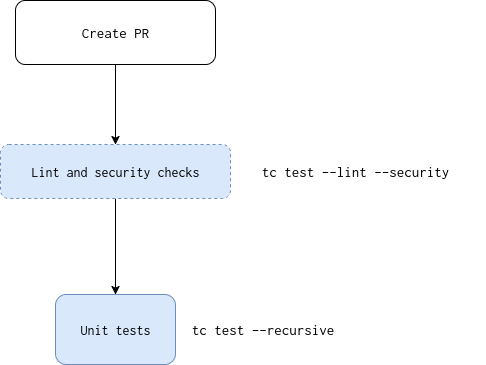 Create PR
Lint and security checks
tc test --lint --security
Unit tests
tc test --recursive